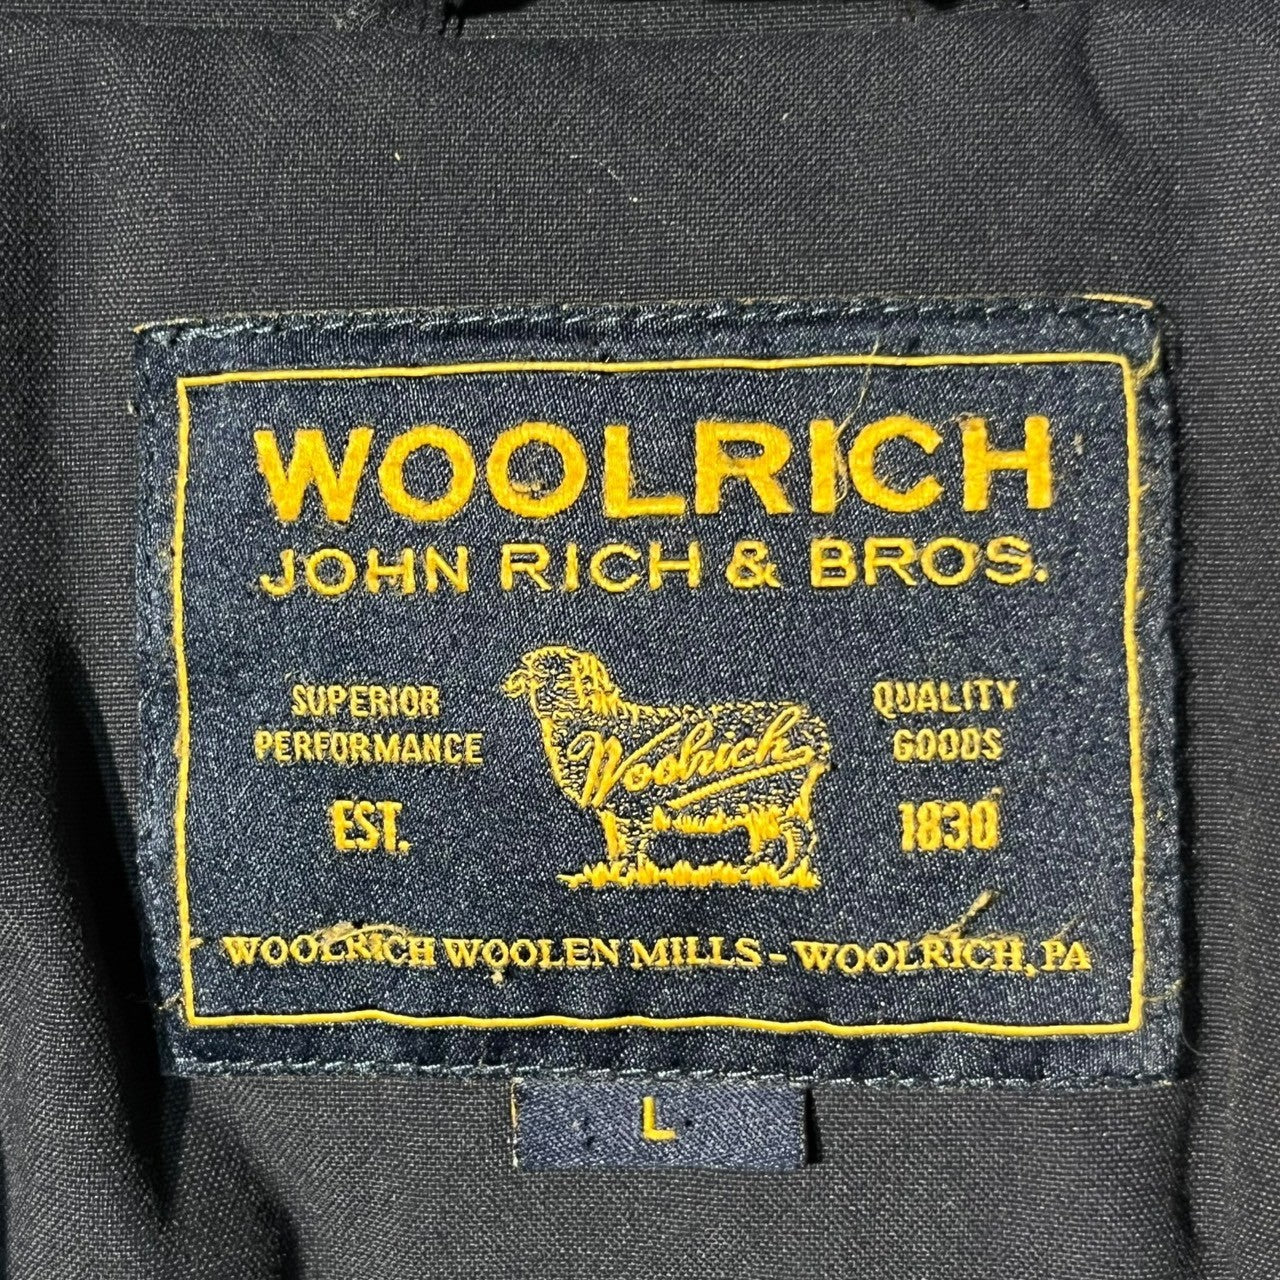 WOOLRICH
JOHN RICH & BROS.
SUPERIOR
PERFORMANCE
EST.
Woolrich
QUALITY
GOODS
1830
WOOLRICH WOOLEN MILLS - WOOLRICH, PA
L